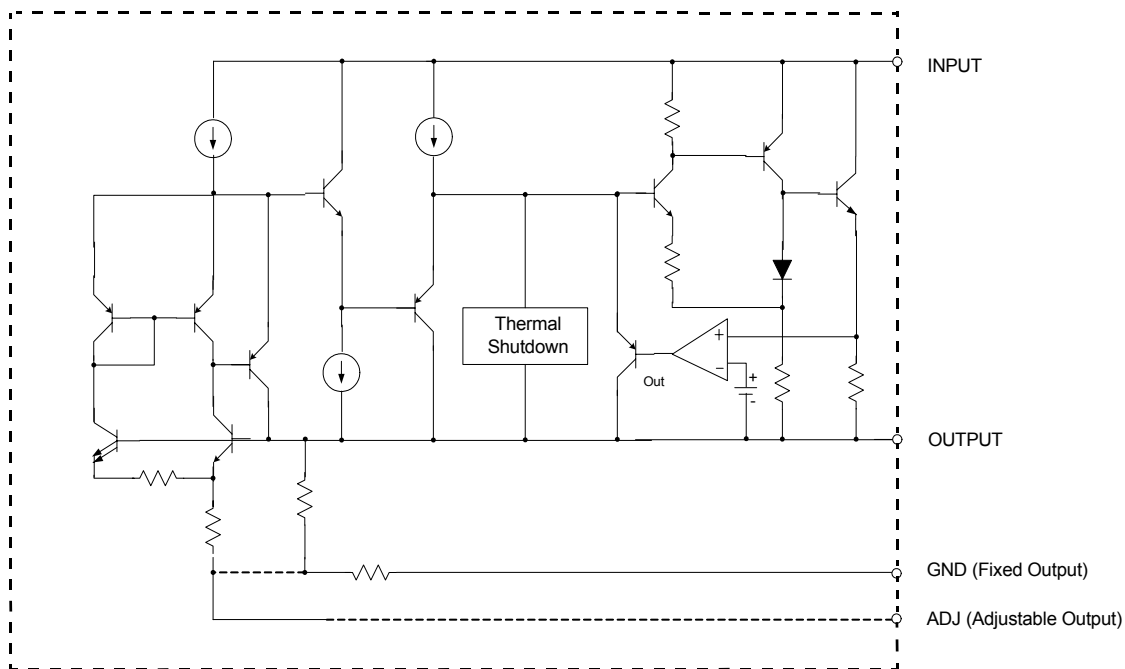 INPUT
Thermal
Shutdown
+
−
Out
+
-
OUTPUT
GND (Fixed Output)
ADJ (Adjustable Output)